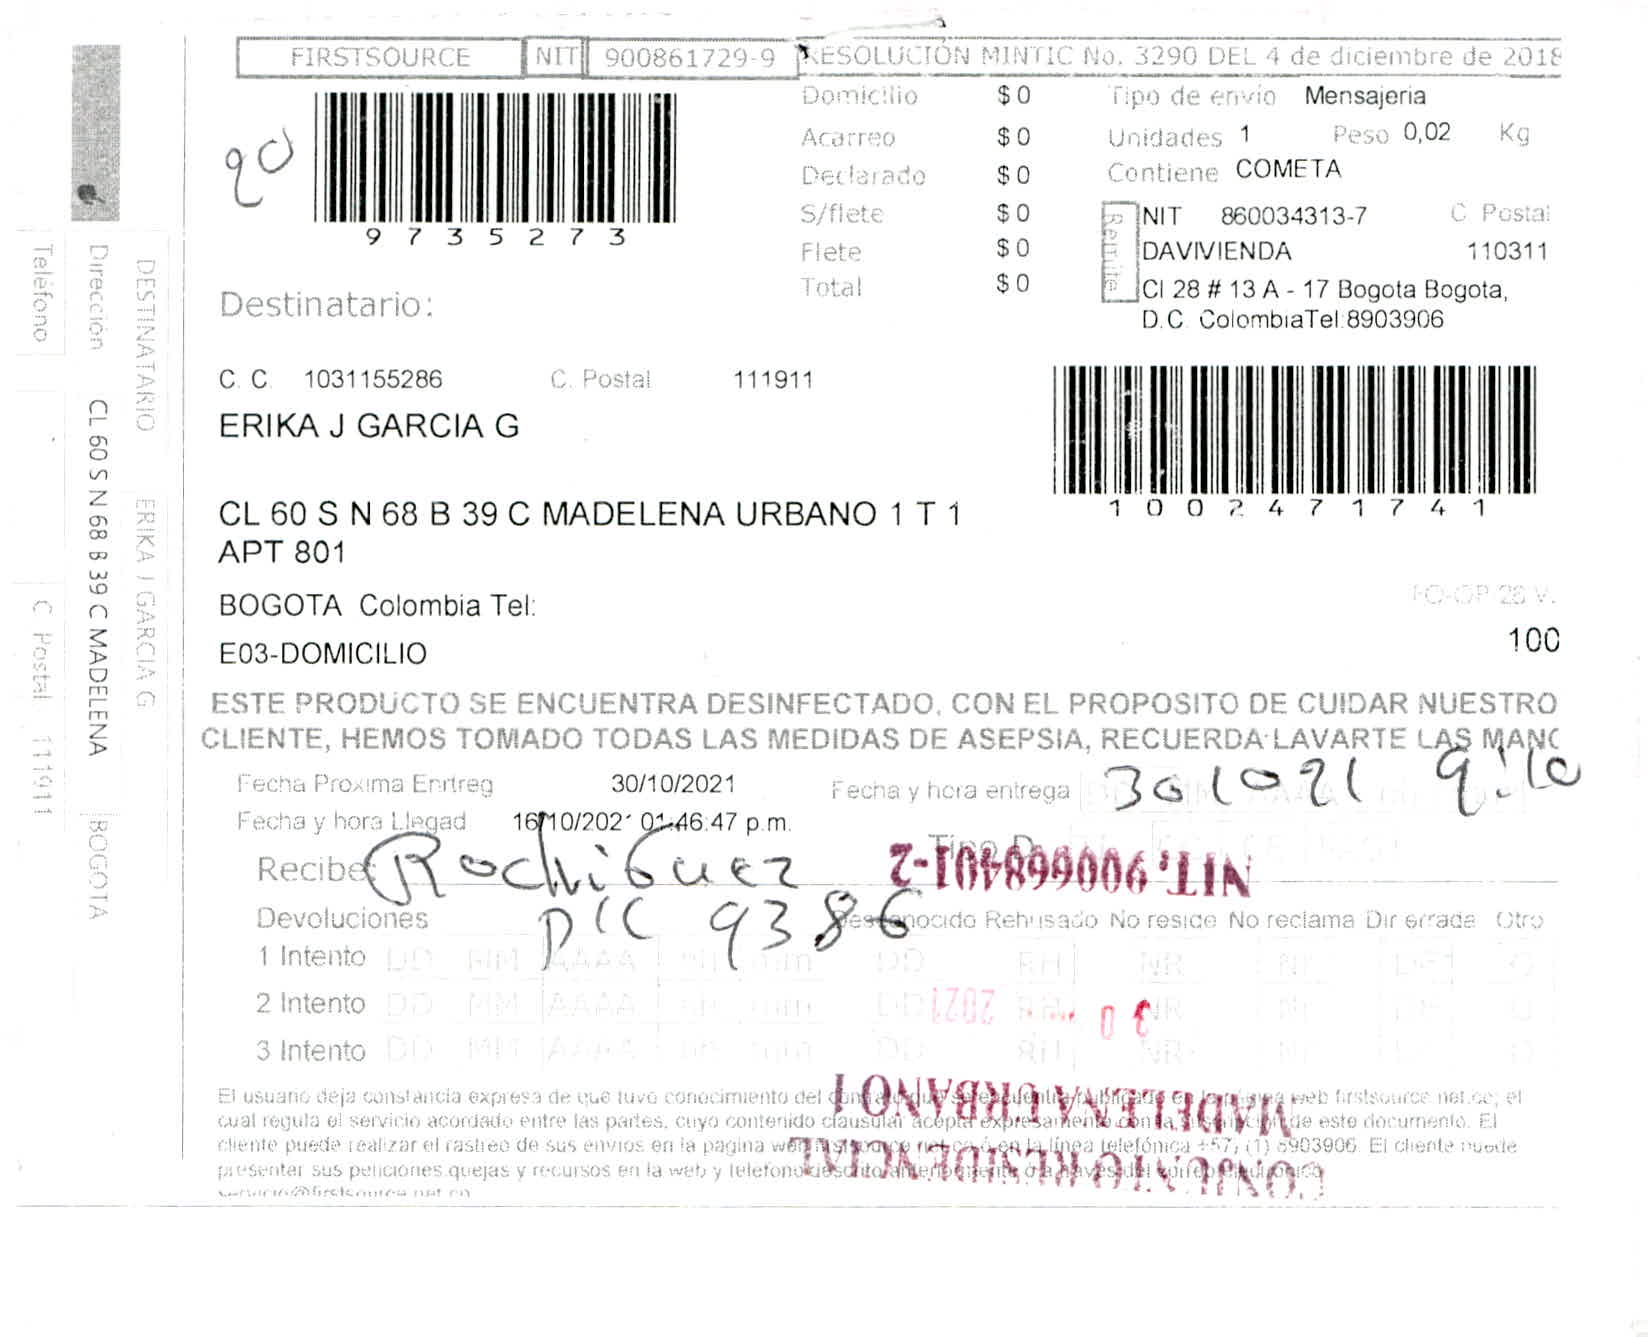 FIRSTSOURCE NIT 900861729-9 RESOLUCIÓN MINTIC No. 3290 DEL 4 de diciembre de 2018
90
9735273
Domicilio $ 0
Acarreo $ 0
Declarado $ 0
S/flete $ 0
Flete $ 0
Total $ 0
Tipo de envio Mensajeria
Unidades 1 Peso 0,02 Kg
Contiene COMETA
Remite
NIT 860034313-7 C Postal
DAVIVIENDA 110311
Cl 28 # 13 A - 17 Bogota Bogota,
D.C. ColombiaTel:8903906
Destinatario:
C. C. 1031155286 C. Postal 111911
ERIKA J GARCIA G
1002471741
CL 60 S N 68 B 39 C MADELENA URBANO 1 T 1
APT 801
BOGOTA Colombia Tel:
FO-OP 26 V.
E03-DOMICILIO
100
ESTE PRODUCTO SE ENCUENTRA DESINFECTADO, CON EL PROPOSITO DE CUIDAR NUESTRO
CLIENTE, HEMOS TOMADO TODAS LAS MEDIDAS DE ASEPSIA, RECUERDA LAVARTE LAS MANO
Fecha Proxima Entreg 30/10/2021 Fecha y hora entrega 301021 9:10
Fecha y hora Llegad 16/10/2021 01:46:47 p.m.
Recibe: Rodriguez
NIT. 900668401-2
9386
Devoluciones Desconocido Rehusado No reside No reclama Dir errada Otro
1 Intento DD MM AAAA hh mm DD RH NR NR DE O
2 Intento DD MM AAAA hh mm DD RH NR NR DE O
3 Intento DD MM AAAA hh mm DD RH NR NR DE O
30 2021
CONJUNTO RESIDENCIAL
MADELENA URBANO I
El usuario deja constancia expresa de que tuvo conocimiento del contrato que se encuentra publicado en la pagina web firstsource.net.co; el
cual regula el servicio acordado entre las partes, cuyo contenido clausular acepta expresamente con la suscripción de este documento. El
cliente puede realizar el rastreo de sus envios en la pagina web firstsource.net.co ó en la línea telefónica +57, (1) 8903906. El cliente puede
presentar sus peticiones quejas y recursos en la web y telefono descrito anteriormente o a traves del correo electronico
servicio@firstsource.net.co
DESTINATARIO ERIKA J GARCIA G
Dirección CL 60 S N 68 B 39 C MADELENA BOGOTA
Teléfono C Postal 111911